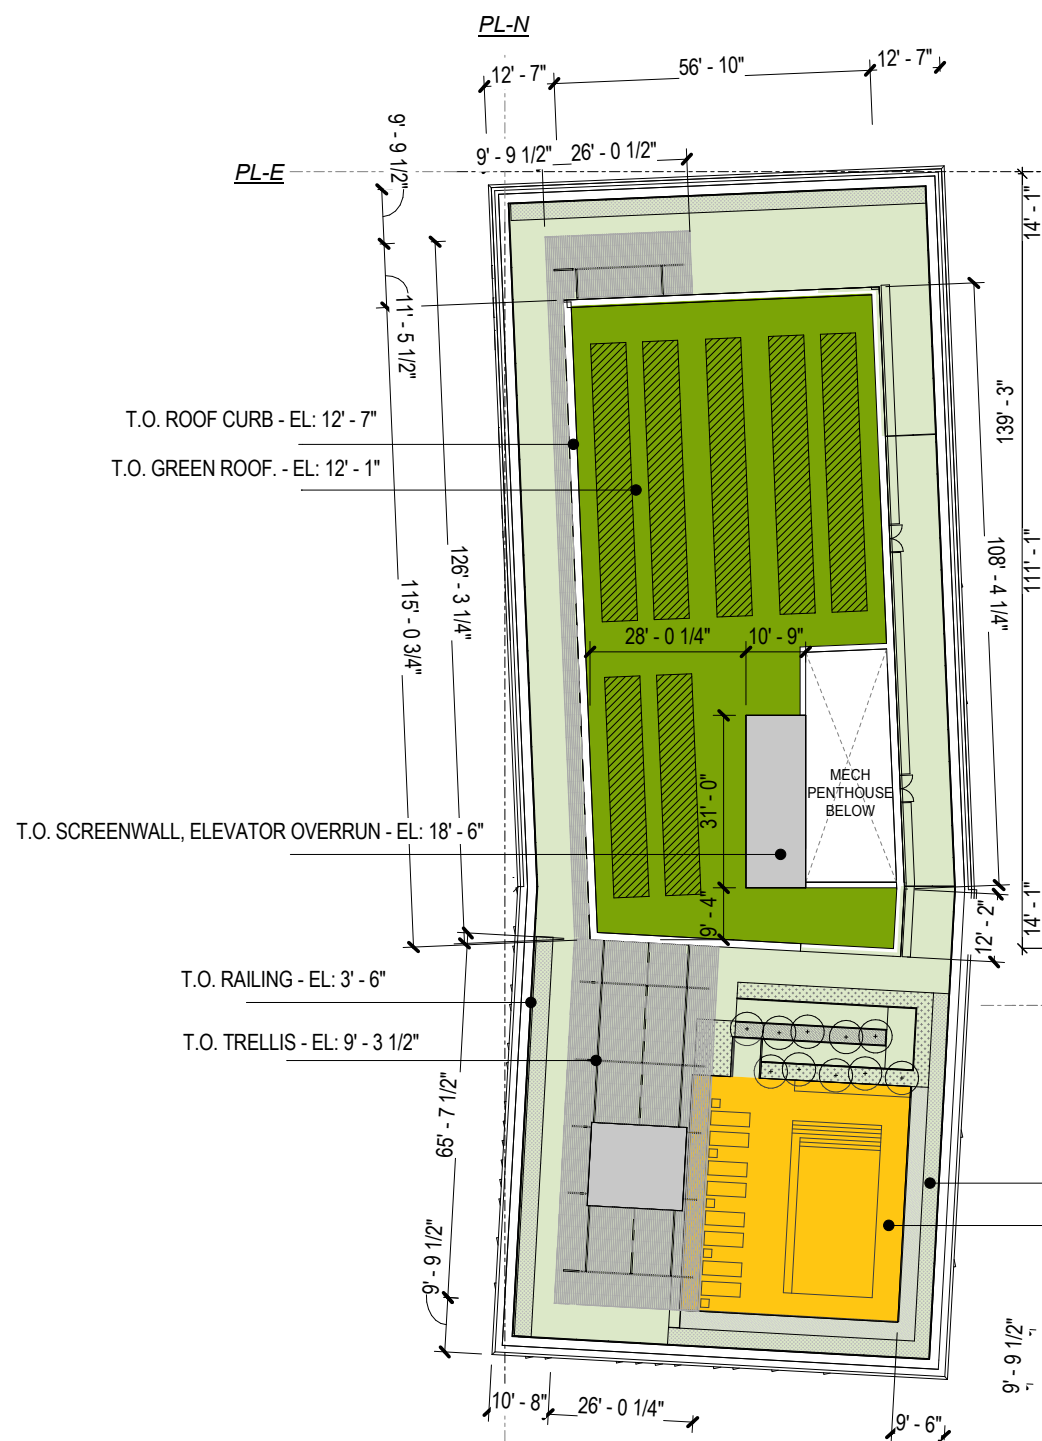 PL-N
12' - 7"
56' - 10"
12' - 7"
9' - 9 1/2"
9' - 9 1/2"
26' - 0 1/2"
PL-E
14' - 1"
11' - 5 1/2"
139' - 3"
T.O. ROOF CURB - EL: 12' - 7"
T.O. GREEN ROOF. - EL: 12' - 1"
126' - 3 1/4"
115' - 0 3/4"
111' - 1"
108' - 4 1/4"
28' - 0 1/4"
10' - 9"
31' - 0"
MECH
PENTHOUSE
BELOW
T.O. SCREENWALL, ELEVATOR OVERRUN - EL: 18' - 6"
9' - 4"
14' - 1"
12' - 2"
T.O. RAILING - EL: 3' - 6"
T.O. TRELLIS - EL: 9' - 3 1/2"
65' - 7 1/2"
9' - 9 1/2"
9' - 9 1/2"
10' - 8"
26' - 0 1/4"
9' - 6"